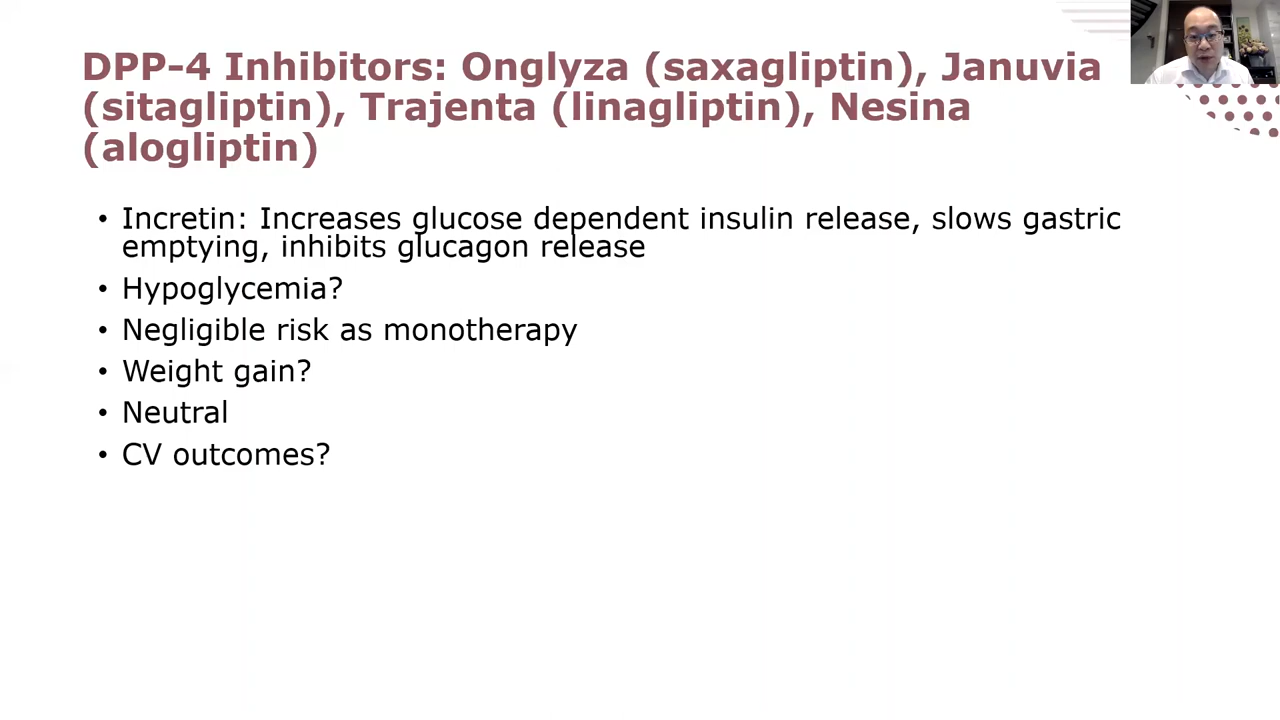 DPP-4 Inhibitors: Onglyza (saxagliptin), Januvia
(sitagliptin), Trajenta (linagliptin), Nesina
(alogliptin)
• Incretin: Increases glucose dependent insulin release, slows gastric
emptying, inhibits glucagon release
• Hypoglycemia?
• Negligible risk as monotherapy
• Weight gain?
• Neutral
• CV outcomes?